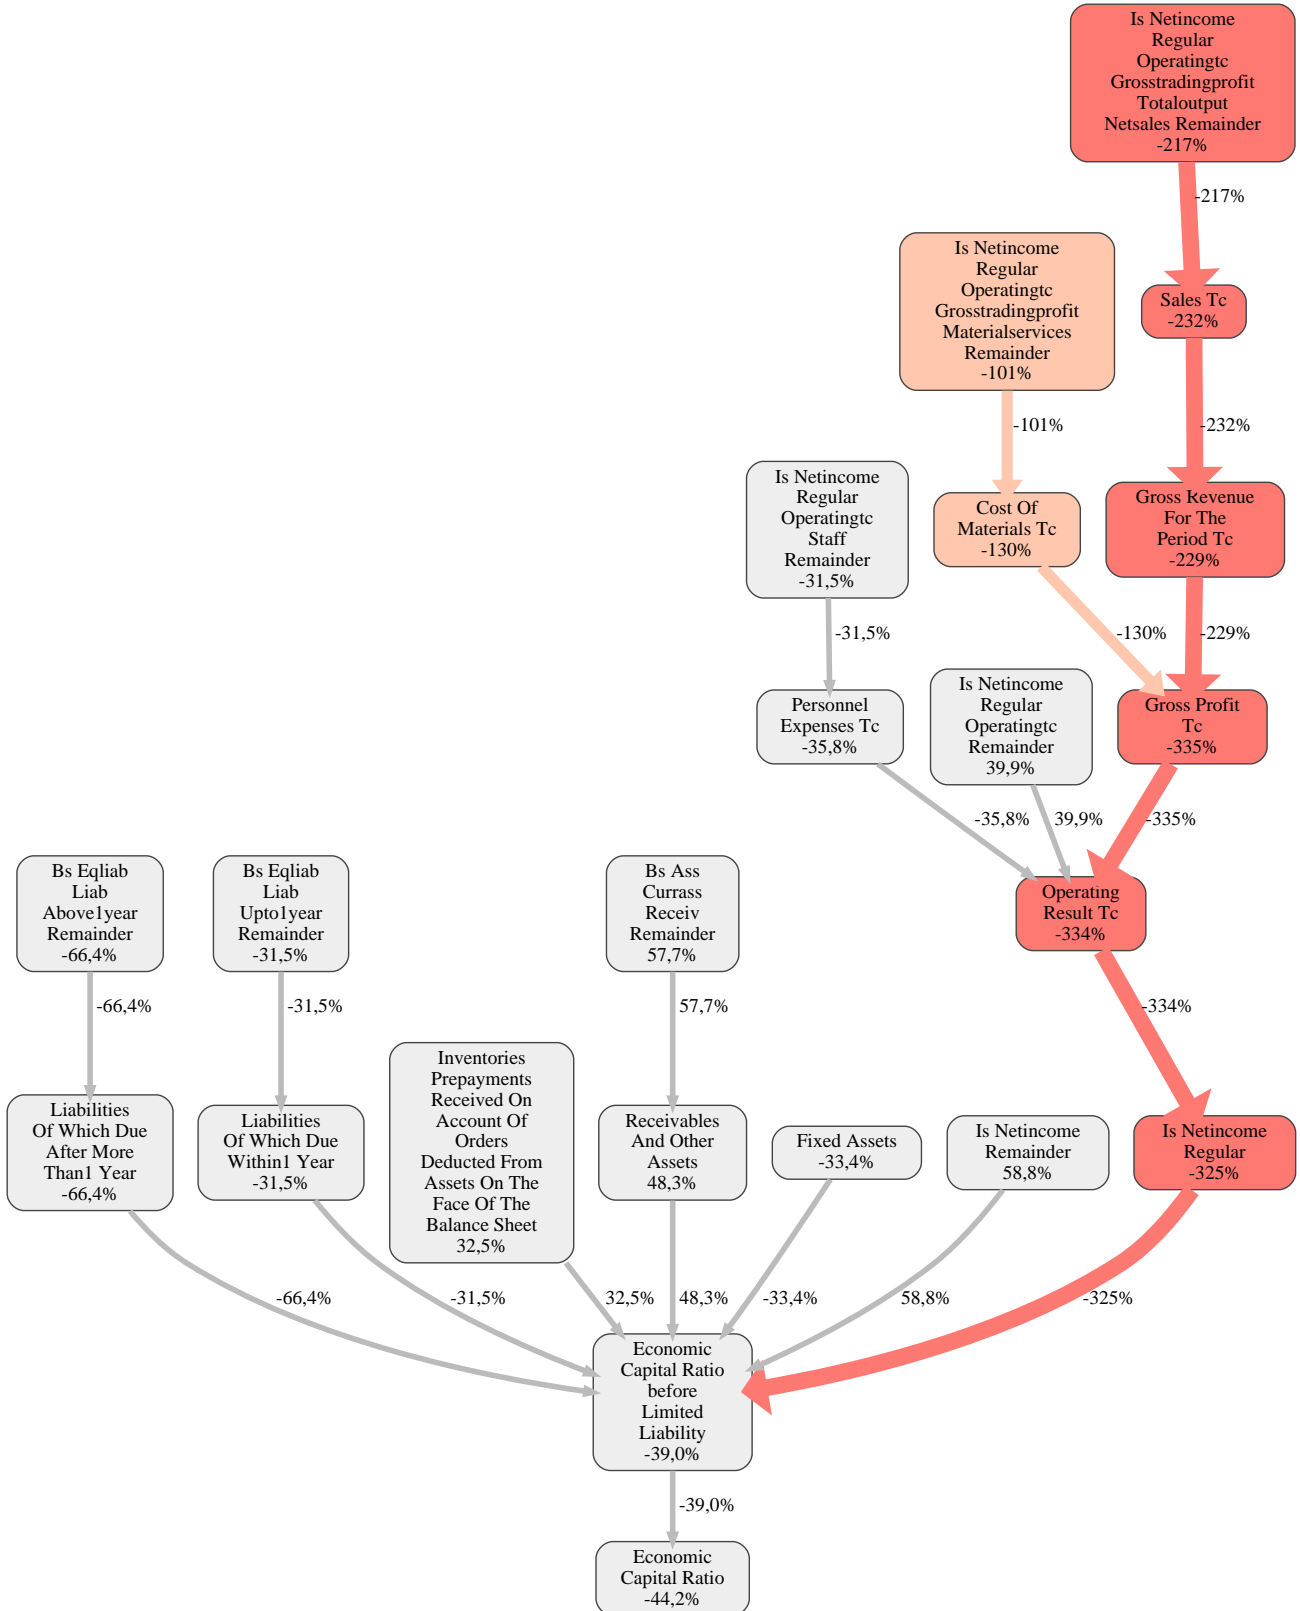 Is Netincome
Regular
Operatingtc
Grosstradingprofit
Totaloutput
Netsales Remainder
-217%
-217%
Is Netincome
Regular
Operatingtc
Grosstradingprofit
Materialservices
Remainder
-101%
Sales Tc
-232%
-101%
-232%
Is Netincome
Regular
Operatingtc
Staff
Remainder
-31,5%
Cost Of
Materials Tc
-130%
Gross Revenue
For The
Period Tc
-229%
-31,5%
-130%
-229%
Personnel
Expenses Tc
-35,8%
Is Netincome
Regular
Operatingtc
Remainder
39,9%
Gross Profit
Tc
-335%
-35,8%
39,9%
-335%
Bs Eqliab
Liab
Above1year
Remainder
-66,4%
Bs Eqliab
Liab
Upto1year
Remainder
-31,5%
Bs Ass
Currass
Receiv
Remainder
57,7%
Operating
Result Tc
-334%
-66,4%
-31,5%
57,7%
-334%
Liabilities
Of Which Due
After More
Than1 Year
-66,4%
Liabilities
Of Which Due
Within1 Year
-31,5%
Inventories
Prepayments
Received On
Account Of
Orders
Deducted From
Assets On The
Face Of The
Balance Sheet
32,5%
Receivables
And Other
Assets
48,3%
Fixed Assets
-33,4%
Is Netincome
Remainder
58,8%
Is Netincome
Regular
-325%
-66,4%
-31,5%
32,5%
48,3%
-33,4%
58,8%
-325%
Economic
Capital Ratio
before
Limited
Liability
-39,0%
-39,0%
Economic
Capital Ratio
-44,2%